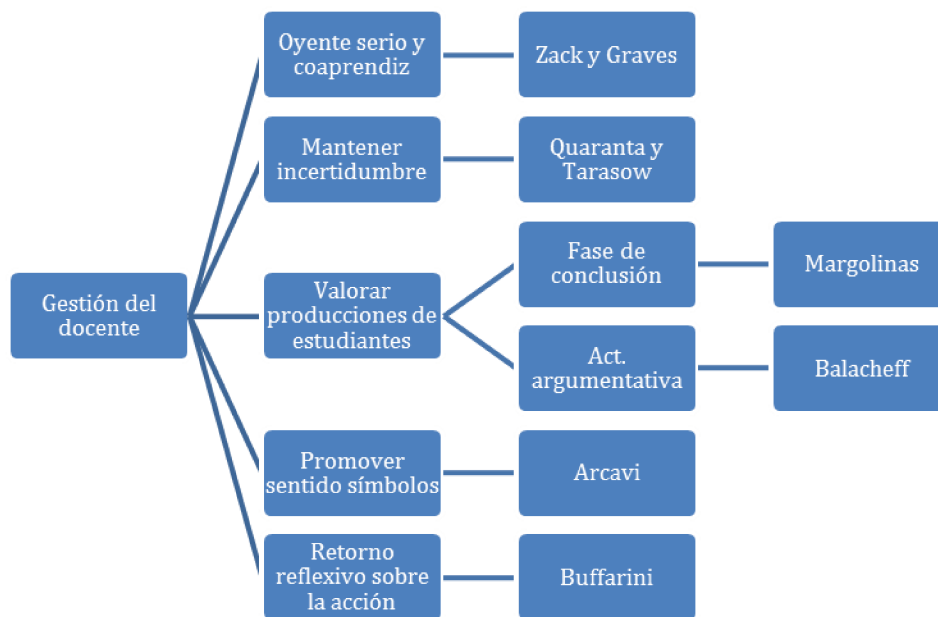 Oyente serio y
coaprendiz
Zack y Graves
Mantener
incertidumbre
Quaranta y
Tarasow
Gestión del
docente
Valorar
producciones de
estudiantes
Fase de
conclusión
Margolinas
Act.
argumentativa
Balacheff
Promover
sentido símbolos
Arcavi
Retorno
reflexivo sobre
la acción
Buffarini